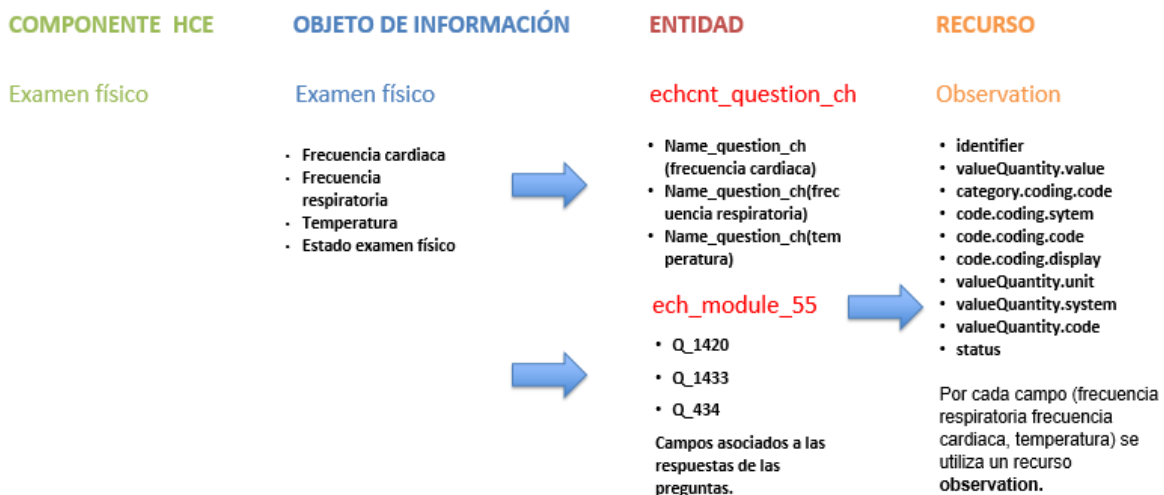 COMPONENTE HCE
OBJETO DE INFORMACIÓN
ENTIDAD
RECURSO
Examen físico
Examen físico
• Frecuencia cardiaca
• Frecuencia
respiratoria
• Temperatura
• Estado examen físico
echcnt_question_ch
• Name_question_ch
(frecuencia cardiaca)
• Name_question_ch(frec
uencia respiratoria)
• Name_question_ch(tem
peratura)
ech_module_55
• Q_1420
• Q_1433
• Q_434
Campos asociados a las
respuestas de las
preguntas.
Observation
• identifier
• valueQuantity.value
• category.coding.code
• code.coding.sytem
• code.coding.code
• code.coding.display
• valueQuantity.unit
• valueQuantity.system
• valueQuantity.code
• status
Por cada campo (frecuencia
respiratoria frecuencia
cardiaca, temperatura) se
utiliza un recurso
observation.